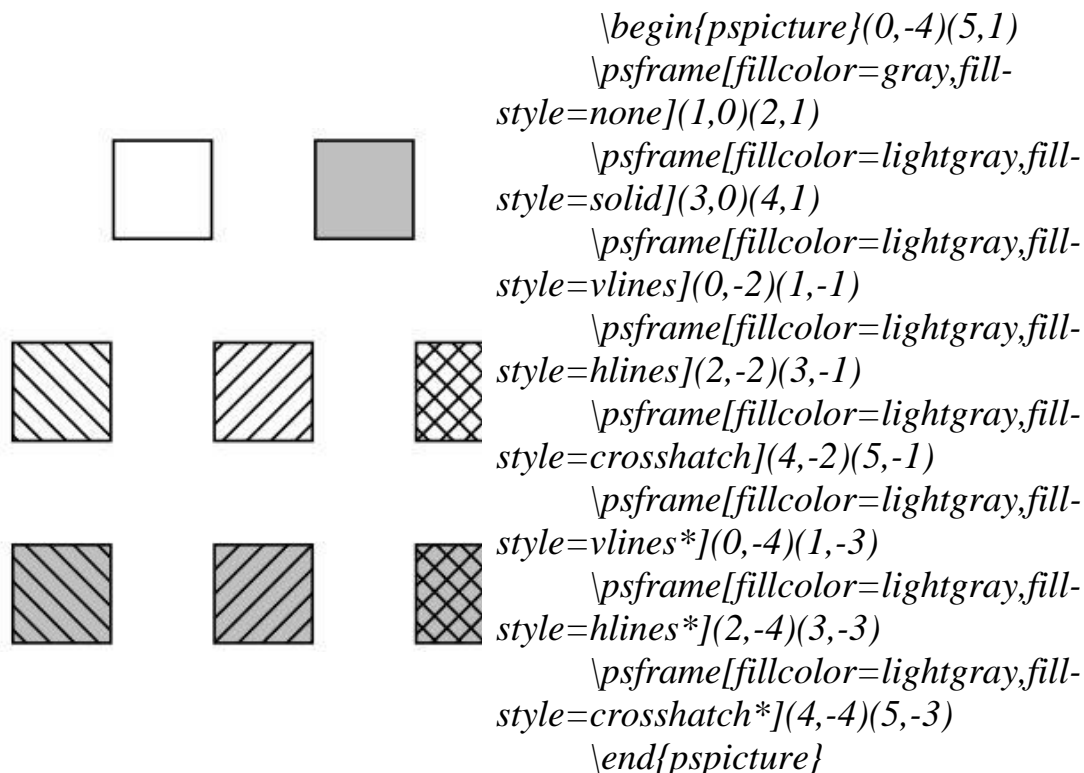 \begin{pspicture}(0,-4)(5,1)
\psframe[fillcolor=gray,fill-
style=none](1,0)(2,1)
\psframe[fillcolor=lightgray,fill-
style=solid](3,0)(4,1)
\psframe[fillcolor=lightgray,fill-
style=vlines](0,-2)(1,-1)
\psframe[fillcolor=lightgray,fill-
style=hlines](2,-2)(3,-1)
\psframe[fillcolor=lightgray,fill-
style=crosshatch](4,-2)(5,-1)
\psframe[fillcolor=lightgray,fill-
style=vlines*](0,-4)(1,-3)
\psframe[fillcolor=lightgray,fill-
style=hlines*](2,-4)(3,-3)
\psframe[fillcolor=lightgray,fill-
style=crosshatch*](4,-4)(5,-3)
\end{pspicture}